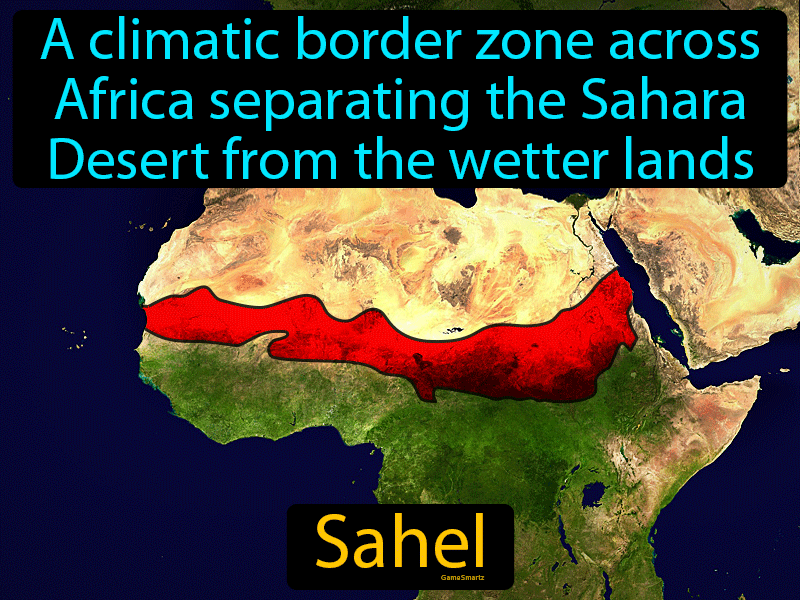 A climatic border zone across
Africa separating the Sahara
Desert from the wetter lands
Sahel
GameSmartz